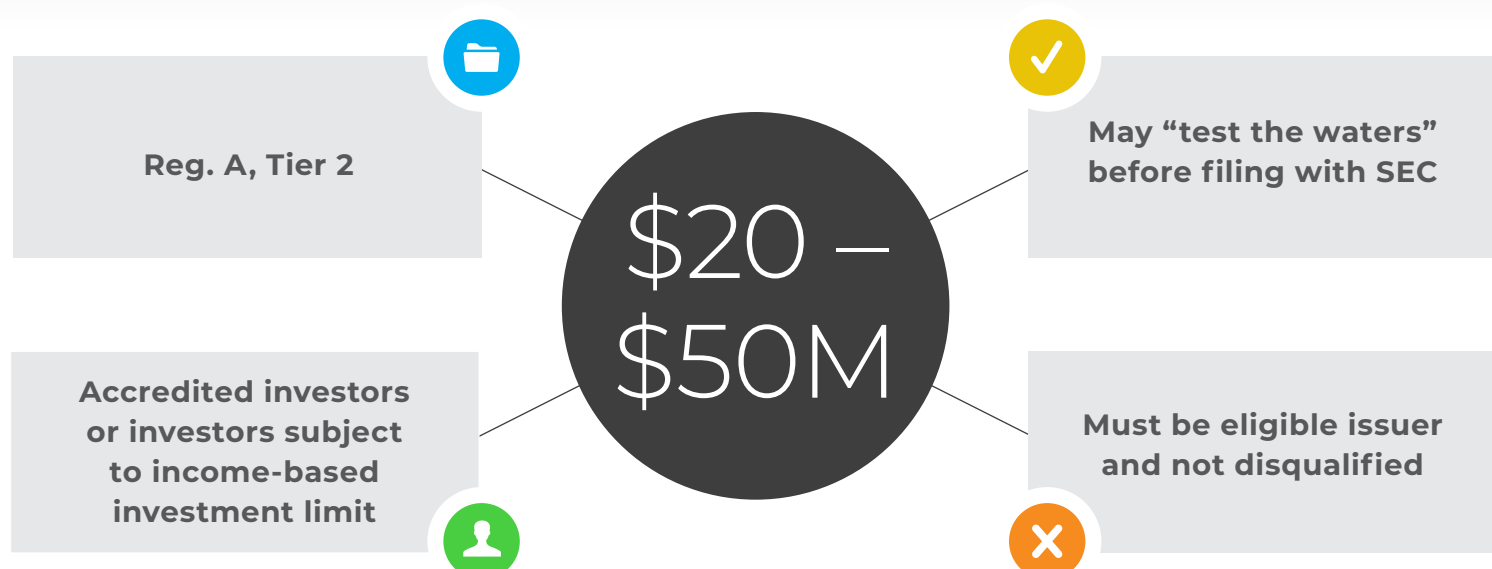 Reg. A, Tier 2
May “test the waters”
before filing with SEC
$20 –
$50M
Accredited investors
or investors subject
to income-based
investment limit
Must be eligible issuer
and not disqualified